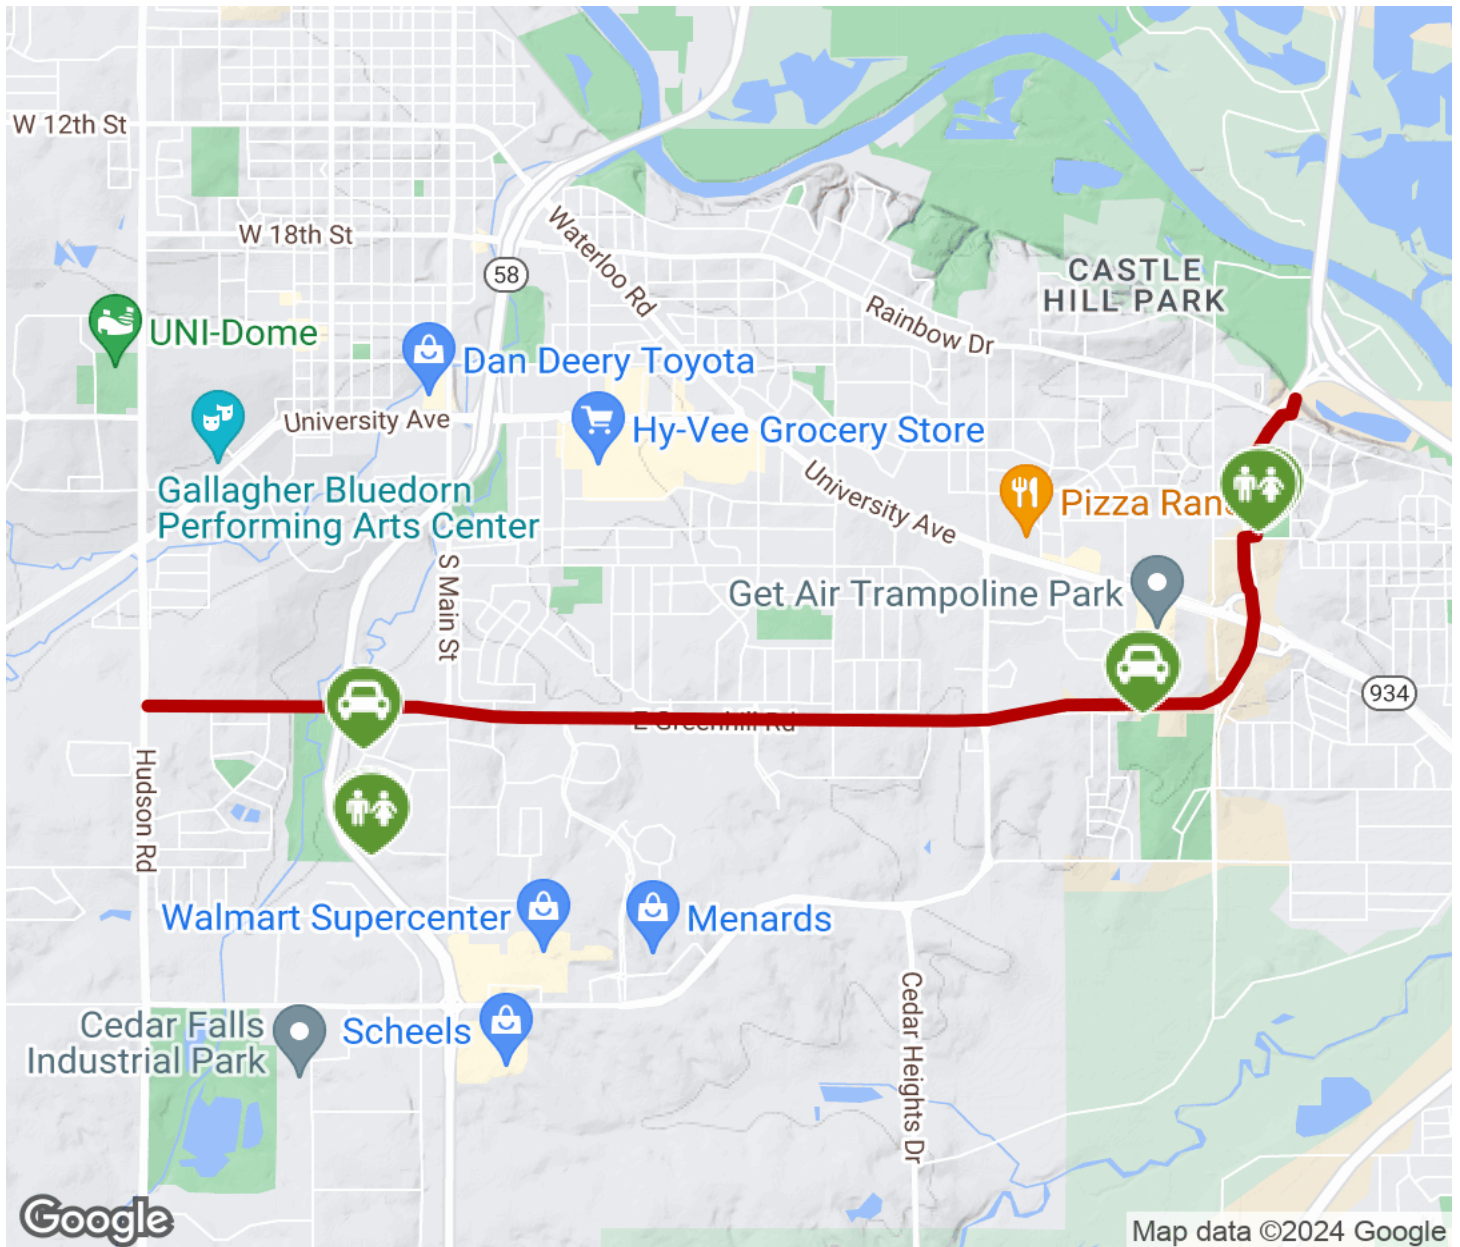 W 12th St
W 18th St
58
Waterloo Rd
CASTLE
HILL PARK
Rainbow Dr
UNI-Dome
Dan Deery Toyota
University Ave
Hy-Vee Grocery Store
Gallagher Bluedorn
Performing Arts Center
University Ave
Pizza Ran
S Main St
Get Air Trampoline Park
934
E Greenhill Rd
Hudson Rd
Walmart Supercenter
Menards
Cedar Falls
Industrial Park
Scheels
Cedar Heights Dr
Google
Map data ©2024 Google